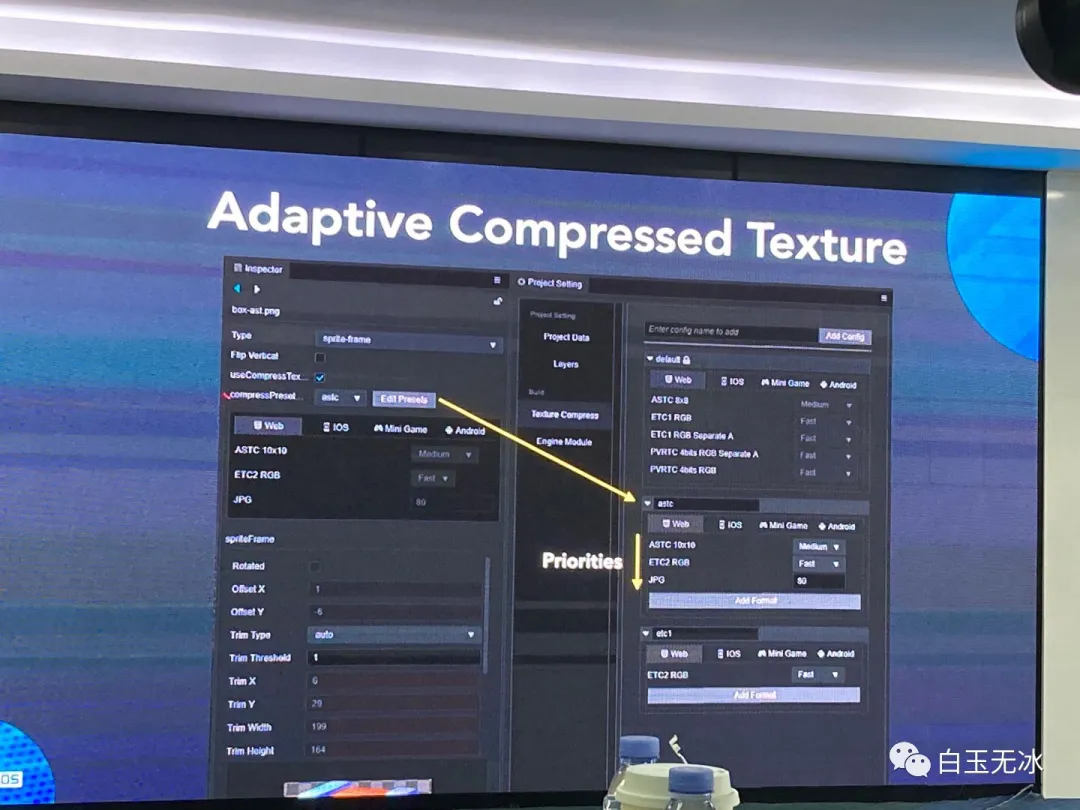 Adaptive Compressed Texture
Inspector
box-ast.png
Type sprite-frame
Flip Vertical
useCompressTex...
compressPreset... astc Edit Presets
Web IOS Mini Game Android
ASTC 10x10 Medium
ETC2 RGB Fast
JPG 80
spriteFrame
Rotated
Offset X 1
Offset Y -5
Trim Type auto
Trim Threshold 1
Trim X 0
Trim Y 29
Trim Width 199
Trim Height 164
Project Setting
Project Setting
Project Data
Layers
Build
Texture Compress
Engine Module
Enter config name to add Add Config
default
Web IOS Mini Game Android
ASTC 8x8 Medium
ETC1 RGB Fast
ETC1 RGB Separate A Fast
PVRTC 4bits RGB Separate A Fast
PVRTC 4bits RGB Fast
astc
Web IOS Mini Game Android
ASTC 10x10 Medium
ETC2 RGB Fast
JPG 80
Add Format
Priorities
etc1
Web IOS Mini Game Android
ETC2 RGB Fast
Add Format
OS
白玉无冰